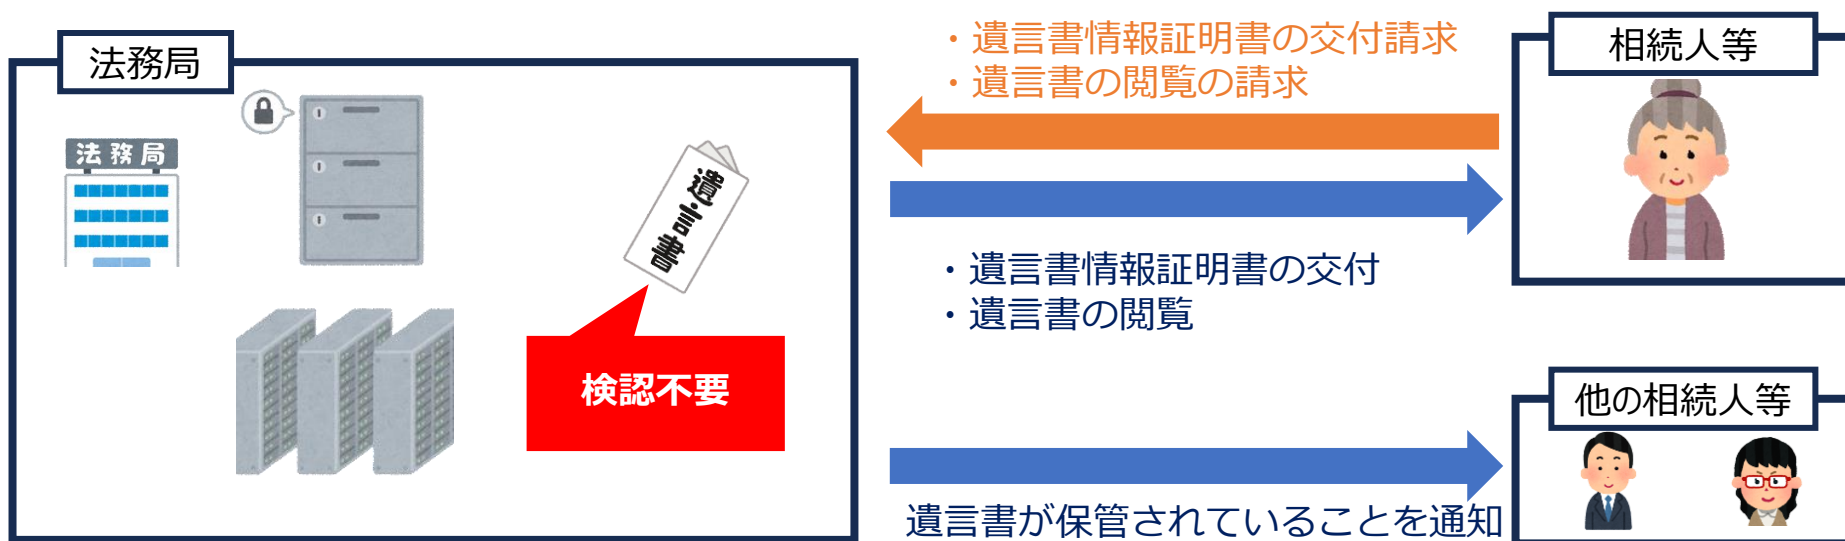 法務局
法務局
遺言書
検認不要
・遺言書情報証明書の交付請求
・遺言書の閲覧の請求
・遺言書情報証明書の交付
・遺言書の閲覧
相続人等
他の相続人等
遺言書が保管されていることを通知